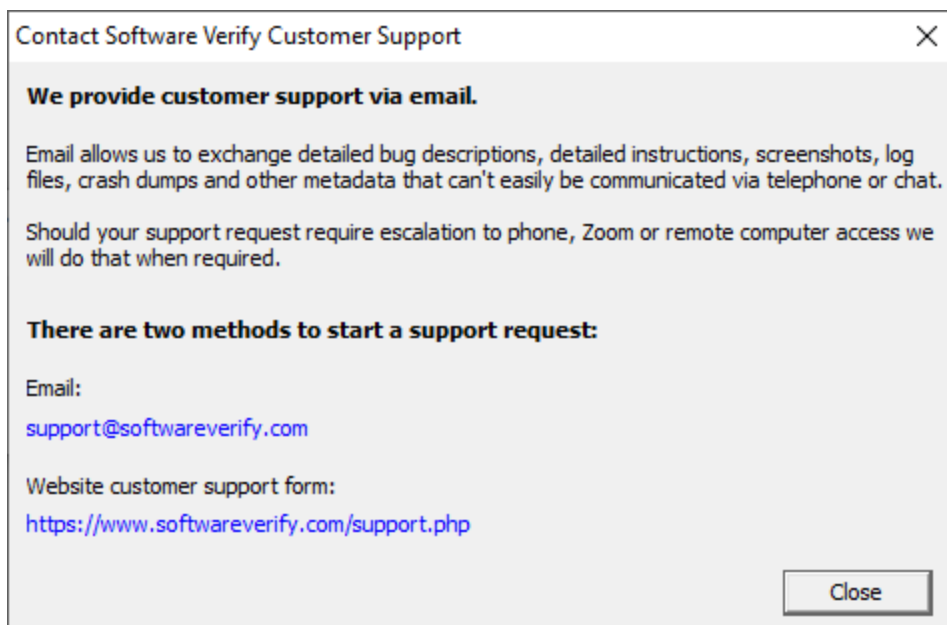 Contact Software Verify Customer Support
We provide customer support via email.
Email allows us to exchange detailed bug descriptions, detailed instructions, screenshots, log
files, crash dumps and other metadata that can't easily be communicated via telephone or chat.
Should your support request require escalation to phone, Zoom or remote computer access we
will do that when required.
There are two methods to start a support request:
Email:
support@softwareverify.com
Website customer support form:
https://www.softwareverify.com/support.php
Close